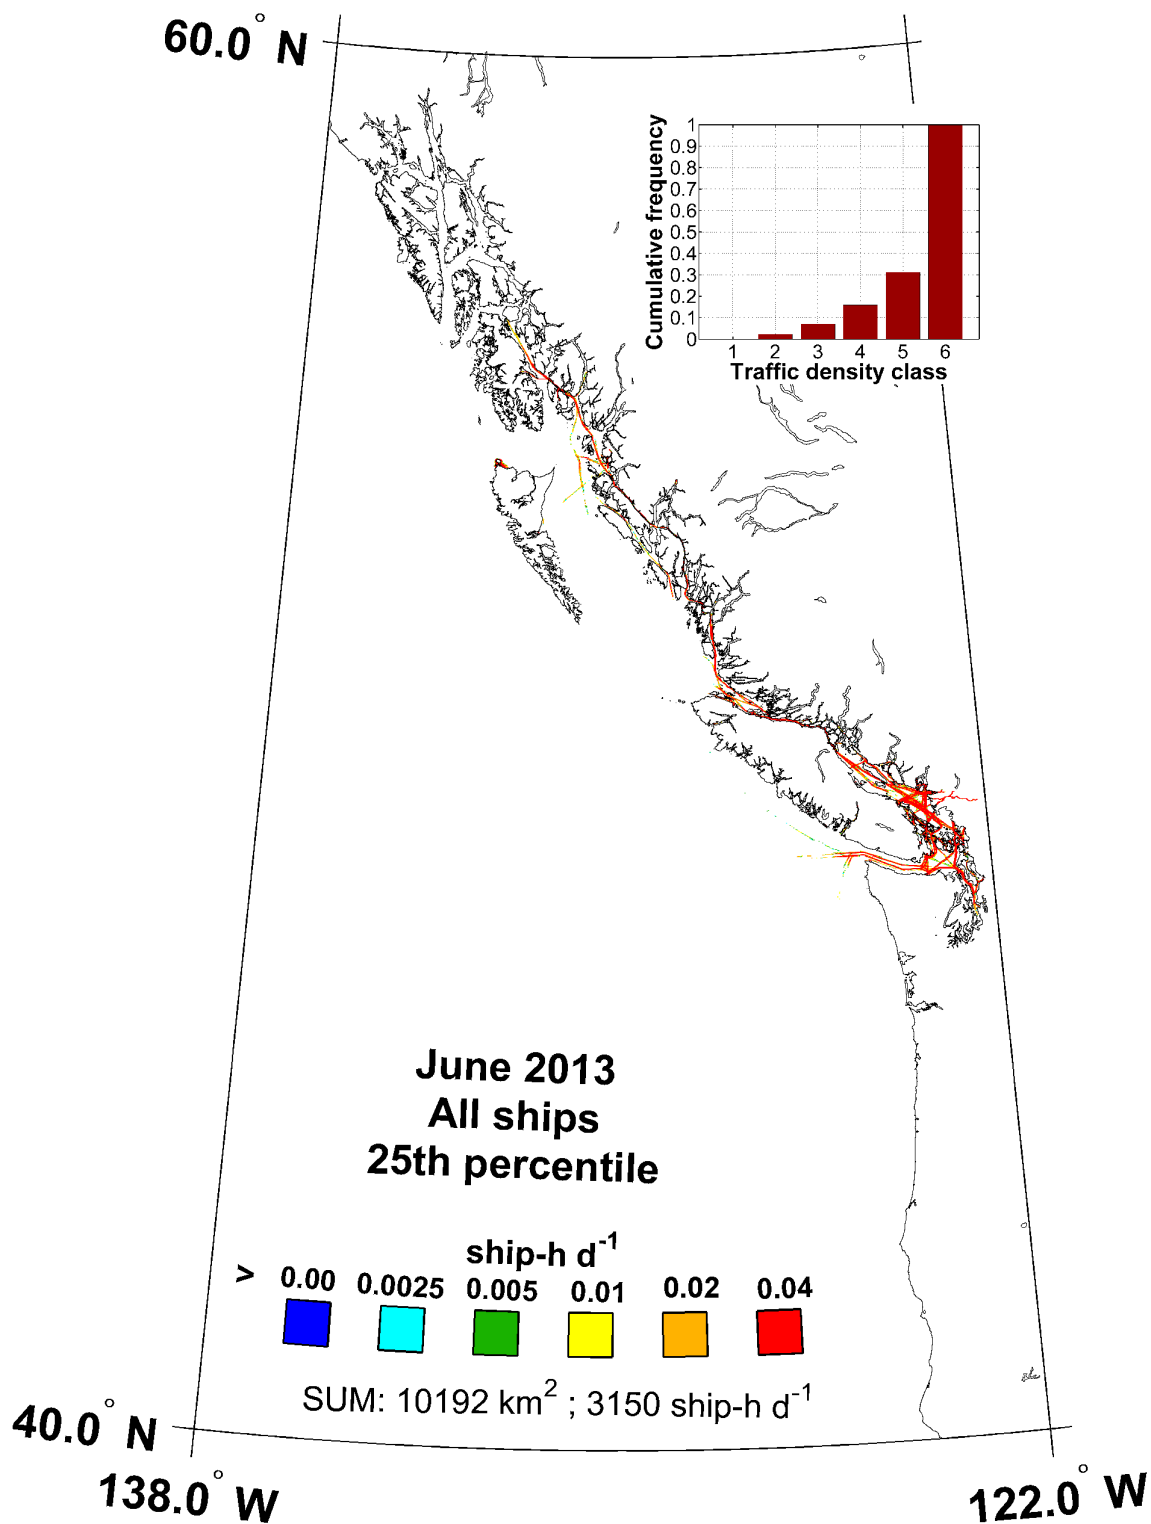 60.0° N
Cumulative frequency
1
0.9
0.8
0.7
0.6
0.5
0.4
0.3
0.2
0.1
0
1 2 3 4 5 6
Traffic density class
June 2013
All ships
25th percentile
ship-h d⁻¹
> 0.00 0.0025 0.005 0.01 0.02 0.04
SUM: 10192 km² ; 3150 ship-h d⁻¹
40.0° N
138.0° W
122.0° W